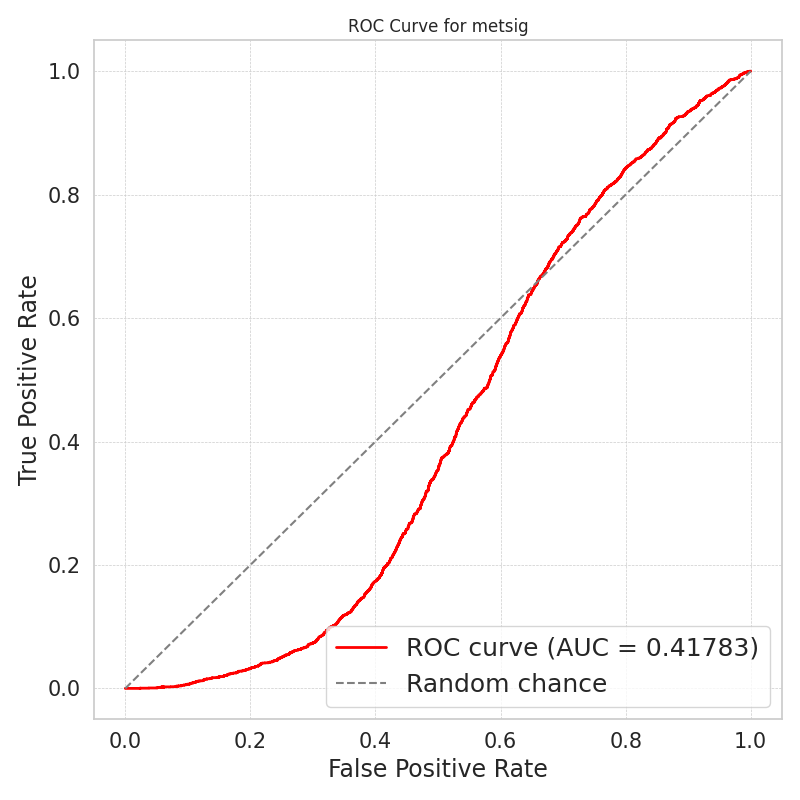 ROC Curve for metsig
True Positive Rate
1.0
0.8
0.6
0.4
0.2
0.0
ROC curve (AUC = 0.41783)
Random chance
0.0 0.2 0.4 0.6 0.8 1.0
False Positive Rate